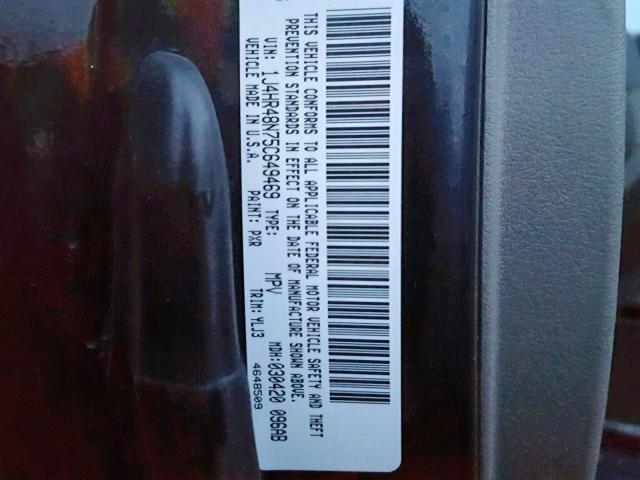 THIS VEHICLE CONFORMS TO ALL APPLICABLE FEDERAL MOTOR VEHICLE SAFETY AND THEFT
PREVENTION STANDARDS IN EFFECT ON THE DATE OF MANUFACTURE SHOWN ABOVE.
VIN: 1J4HR48N75C649469 TYPE: MPV MDH:030420 096AB
VEHICLE MADE IN U.S.A. PAINT: PXR TRIM: YLJ3 4648509